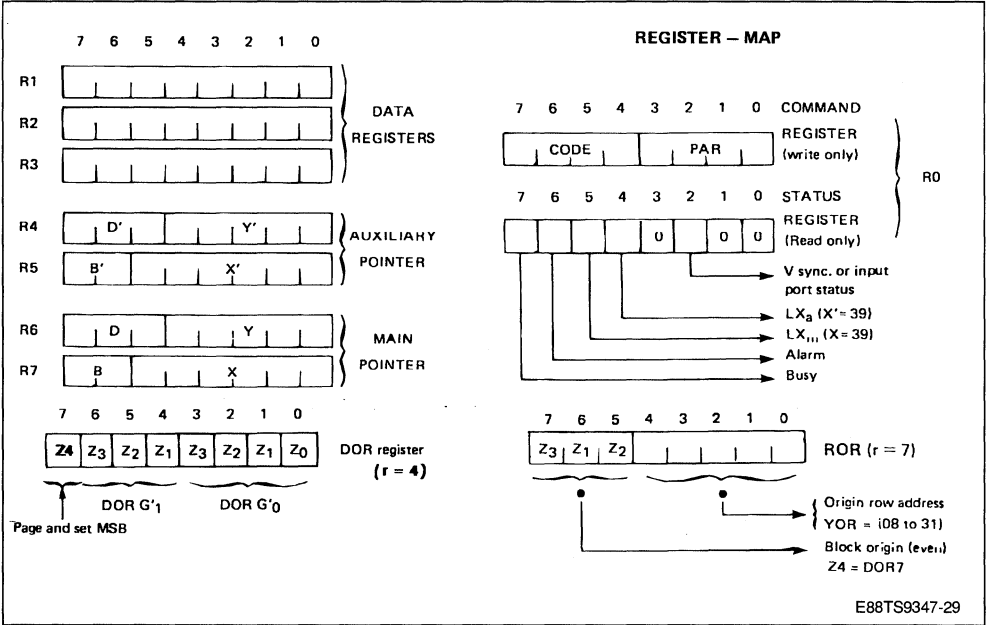 REGISTER – MAP
7 6 5 4 3 2 1 0
R1
R2
R3
DATA
REGISTERS
R4 D' Y'
R5 B' X'
AUXILIARY
POINTER
R6 D Y
R7 B X
MAIN
POINTER
7 6 5 4 3 2 1 0
Z4 Z3 Z2 Z1 Z3 Z2 Z1 Z0
DOR register
(r = 4)
DOR G'1 DOR G'0
Page and set MSB
7 6 5 4 3 2 1 0 COMMAND
CODE PAR
REGISTER
(write only)
R0
7 6 5 4 3 2 1 0 STATUS
0 0 0
REGISTER
(Read only)
V sync. or input
port status
LXa (X'= 39)
LXm (X= 39)
Alarm
Busy
7 6 5 4 3 2 1 0
Z3 Z1 Z2
ROR (r = 7)
Origin row address
YOR = i08 to 31)
Block origin (even)
Z4 = DOR7
E88TS9347-29